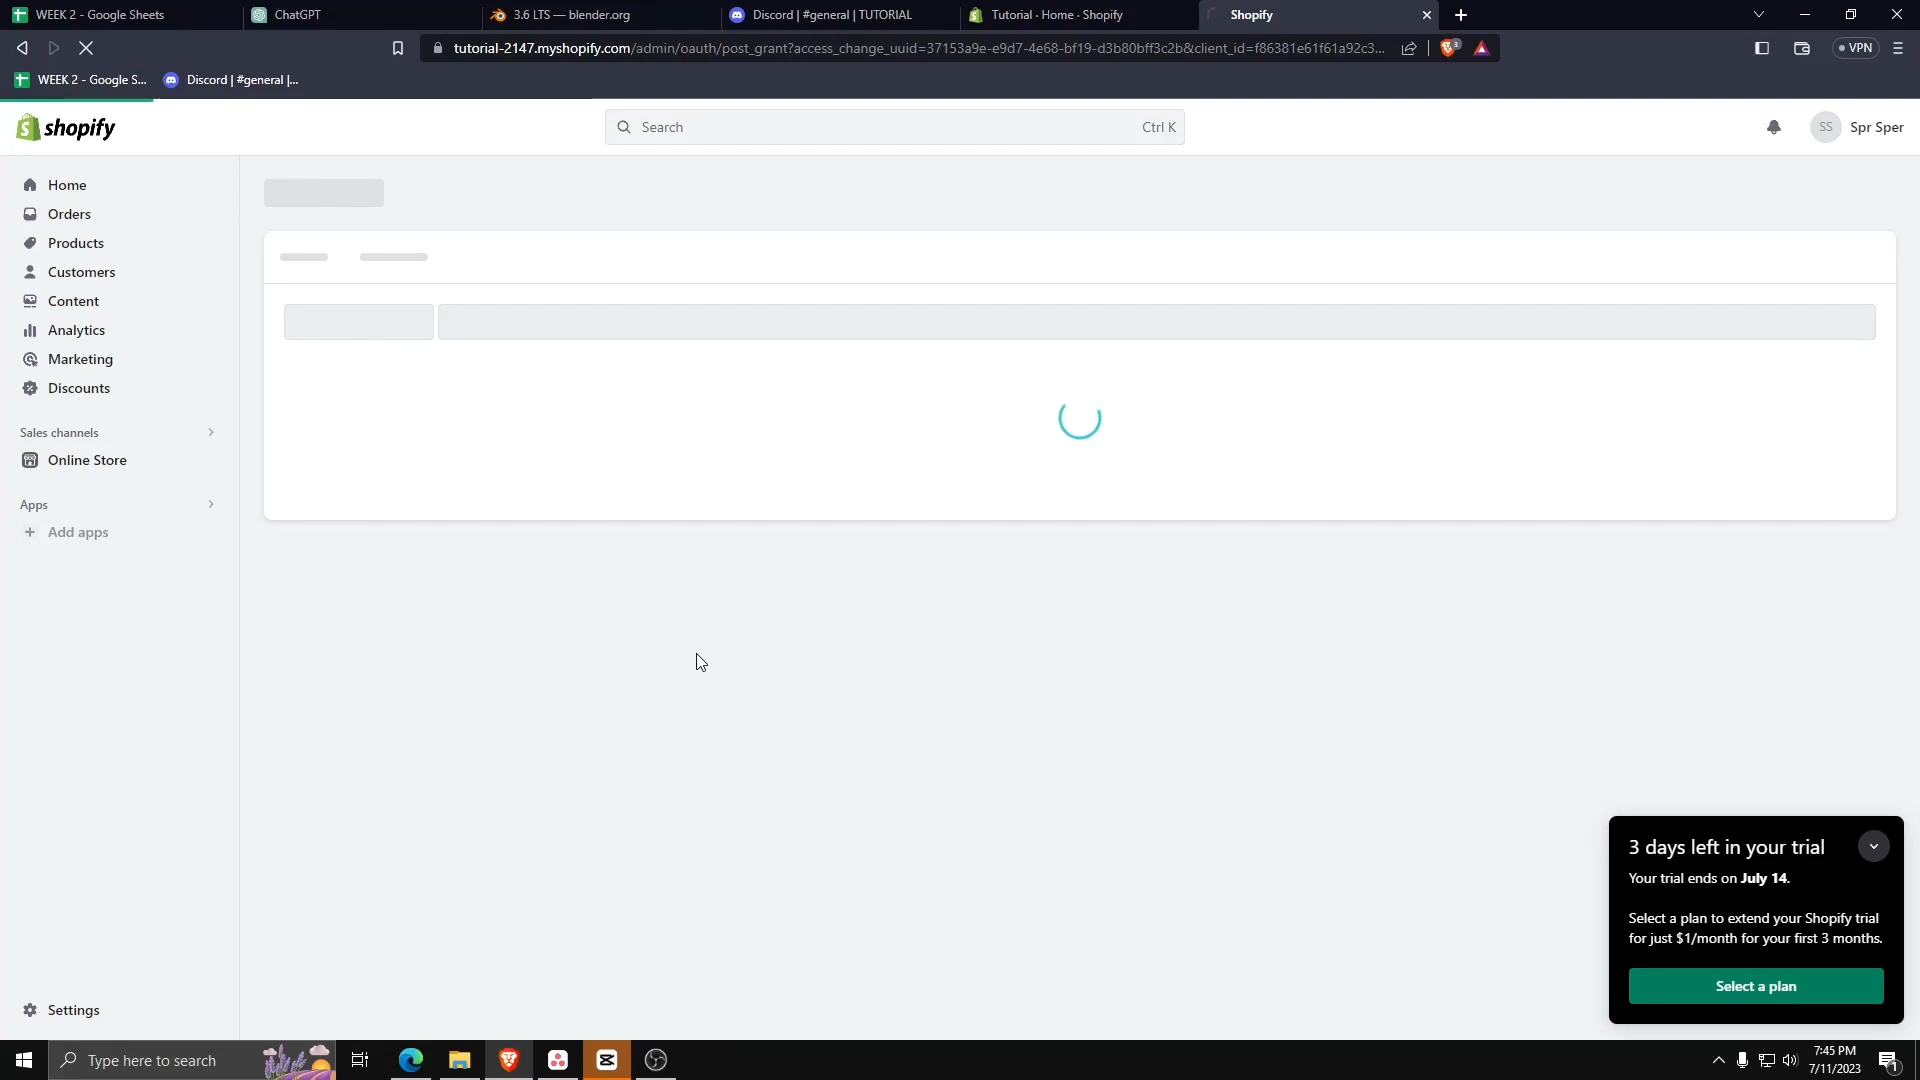 WEEK 2 - Google Sheets
ChatGPT
3.6 LTS — blender.org
Discord | #general | TUTORIAL
Tutorial · Home · Shopify
Shopify
tutorial-2147.myshopify.com/admin/oauth/post_grant?access_change_uuid=37153a9e-e9d7-4e68-bf19-d3b80bff3c2b&client_id=f86381e61f61a92c3...
3
VPN
WEEK 2 - Google S...
Discord | #general |...
shopify
Search
Ctrl K
SS
Spr Sper
Home
Orders
Products
Customers
Content
Analytics
Marketing
Discounts
Sales channels
Online Store
Apps
Add apps
Settings
3 days left in your trial
Your trial ends on July 14.
Select a plan to extend your Shopify trial
for just $1/month for your first 3 months.
Select a plan
Type here to search
7:45 PM
7/11/2023
1